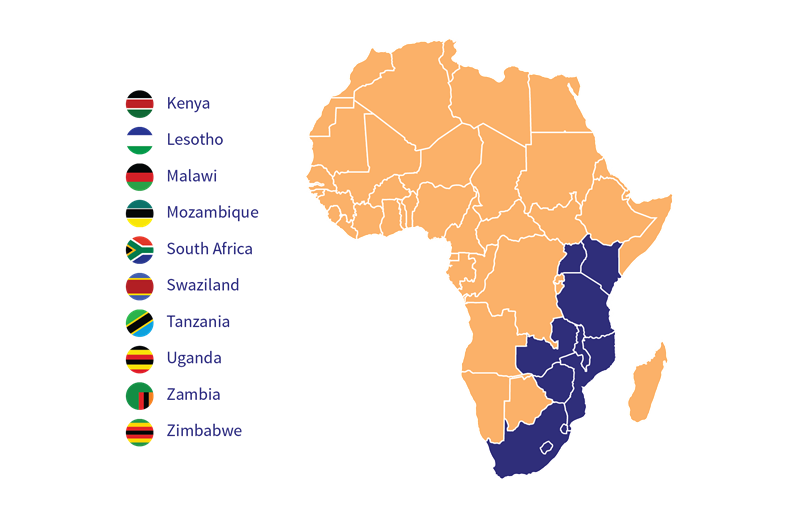 Kenya
Lesotho
Malawi
Mozambique
South Africa
Swaziland
Tanzania
Uganda
Zambia
Zimbabwe